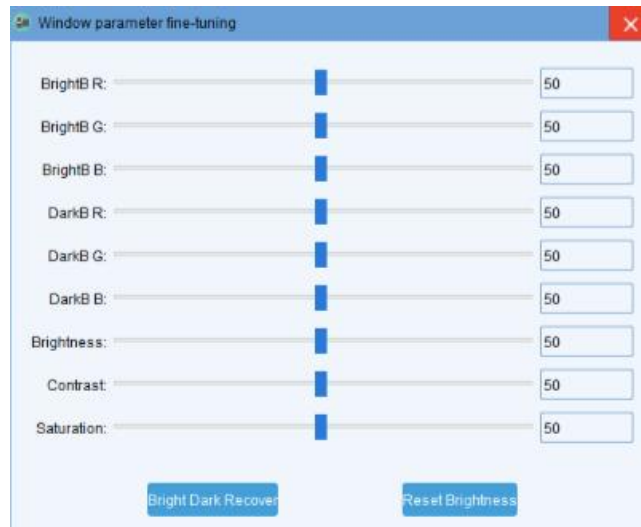 Window parameter fine-tuning
BrightB R: 50
BrightB G: 50
BrightB B: 50
DarkB R: 50
DarkB G: 50
DarkB B: 50
Brightness: 50
Contrast: 50
Saturation: 50
Bright Dark Recover Reset Brightness